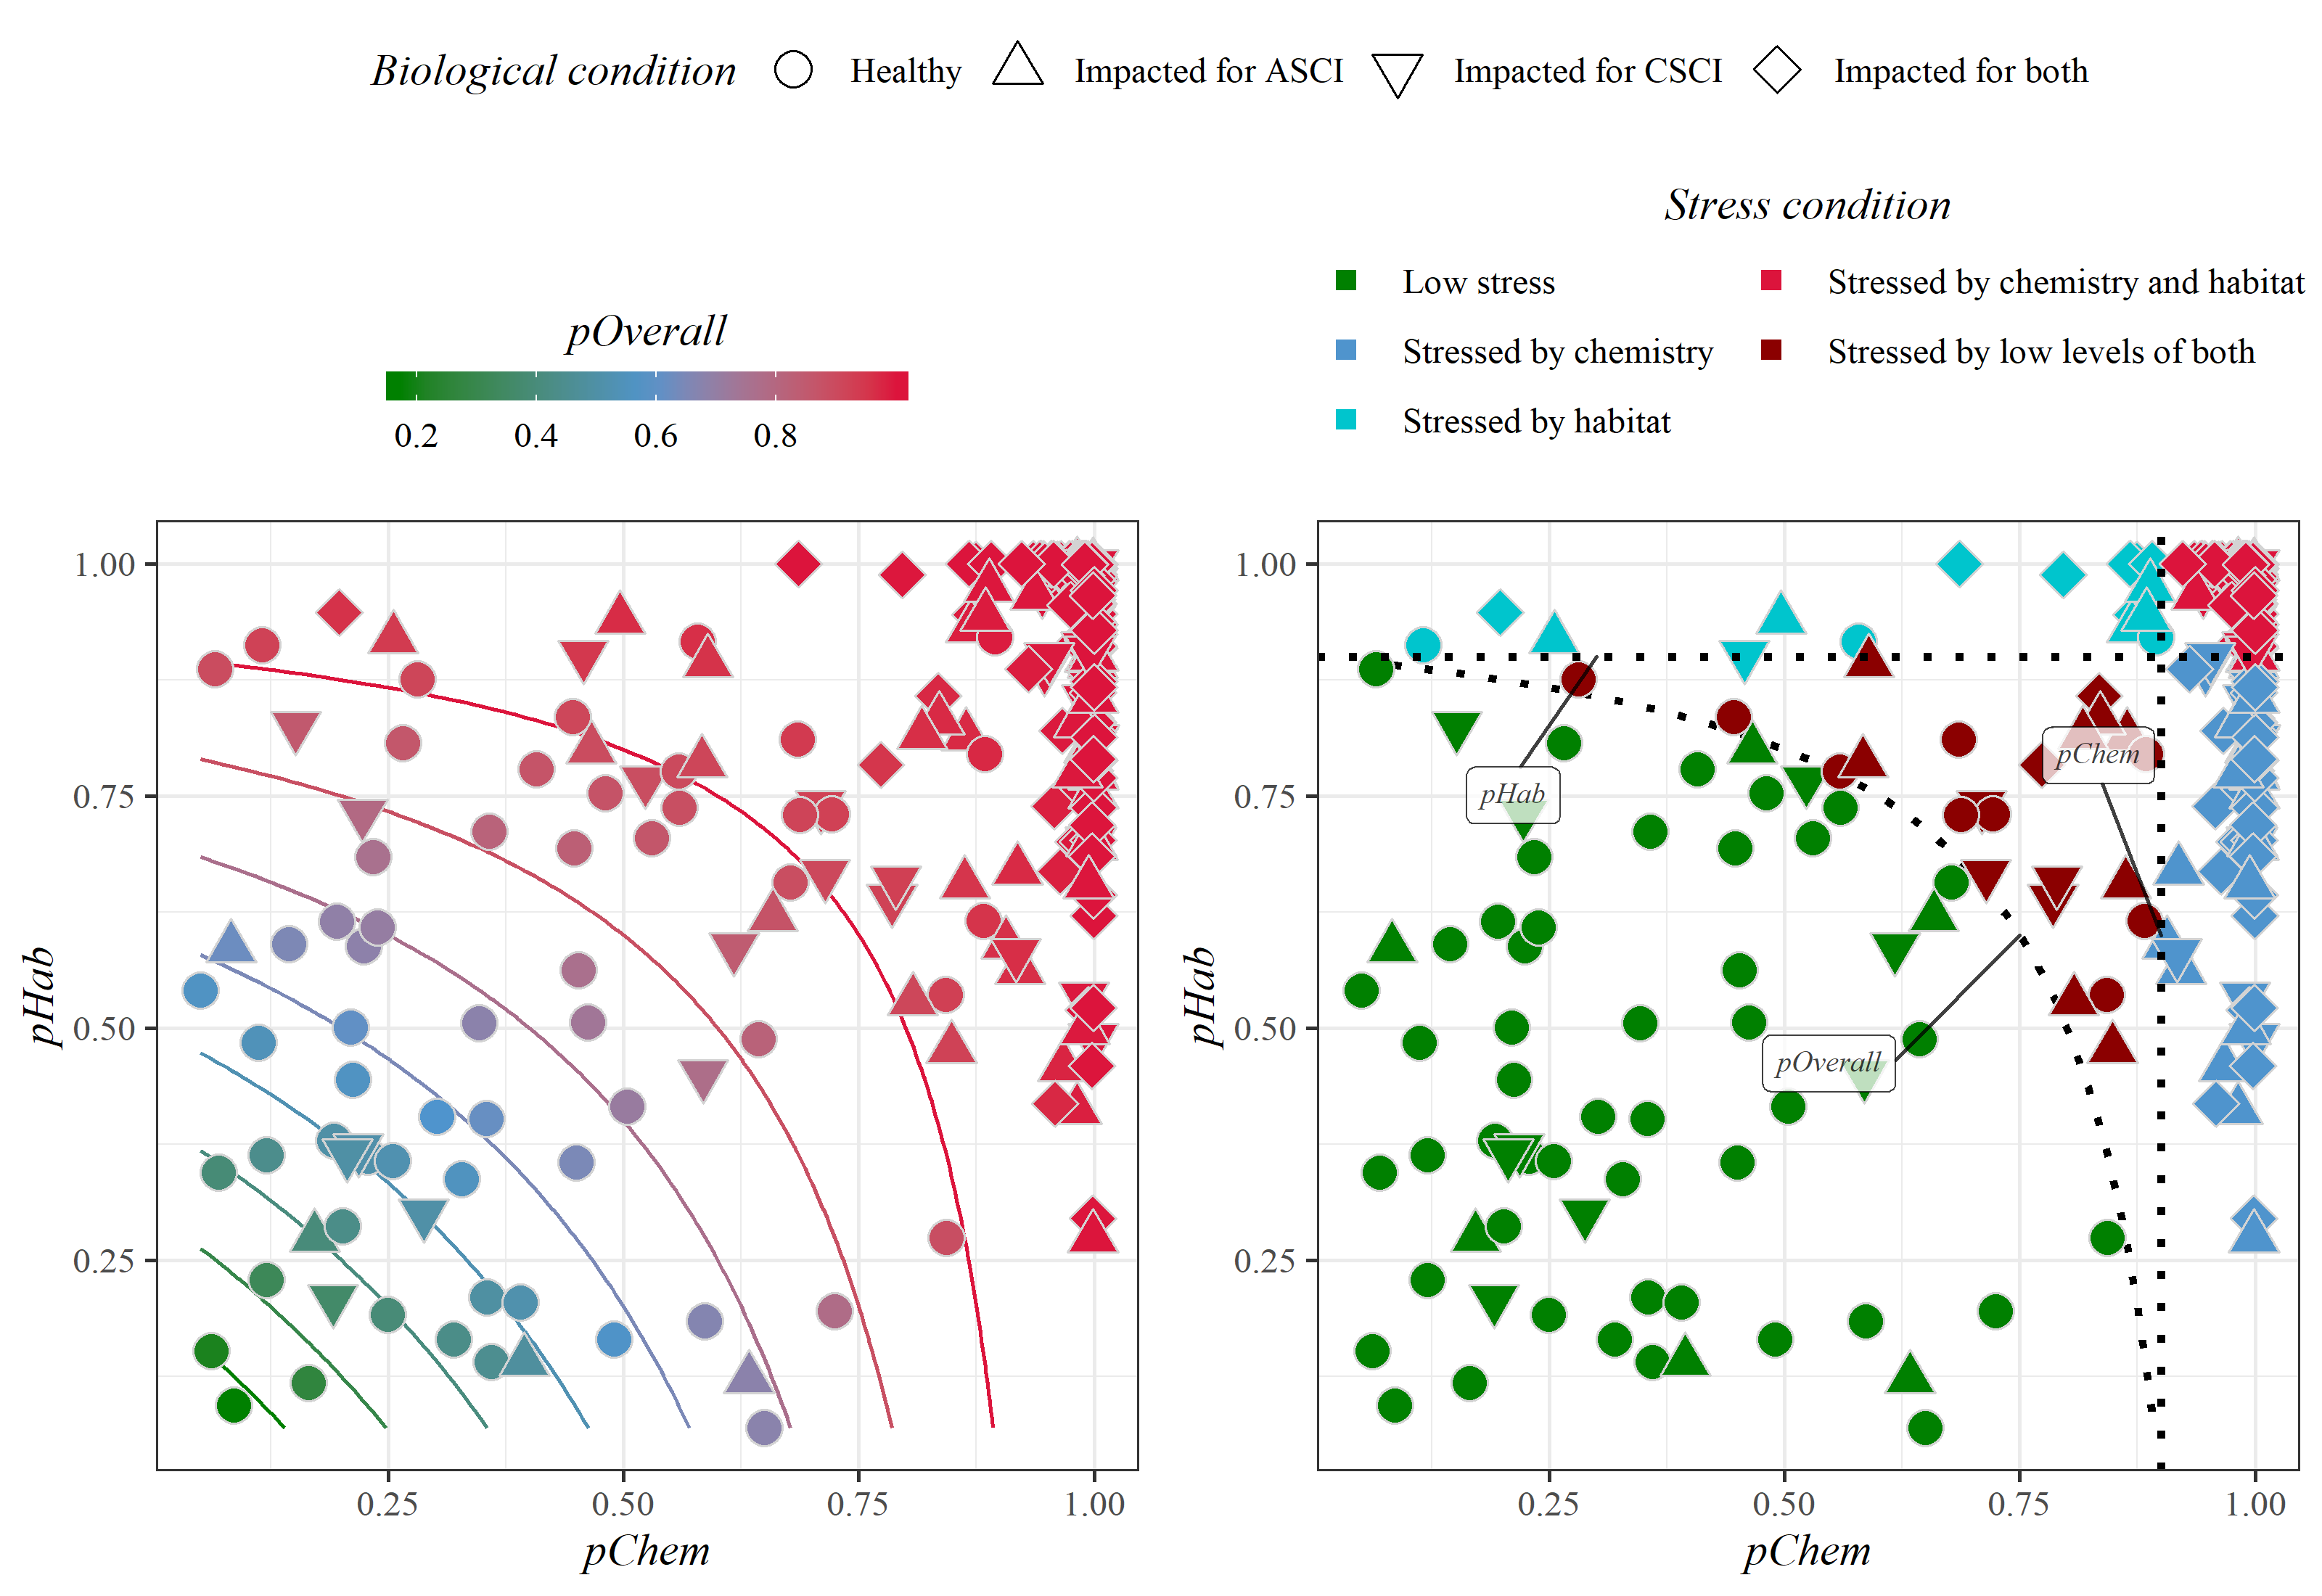 Biological condition Healthy Impacted for ASCI Impacted for CSCI Impacted for both
Stress condition
Low stress Stressed by chemistry and habitat
Stressed by chemistry Stressed by low levels of both
Stressed by habitat
pOverall
0.2 0.4 0.6 0.8
1.00
0.75
0.50
0.25
pHab
0.25 0.50 0.75 1.00
pChem
1.00
0.75
0.50
0.25
pHab
pChem
pHab
pOverall
0.25 0.50 0.75 1.00
pChem